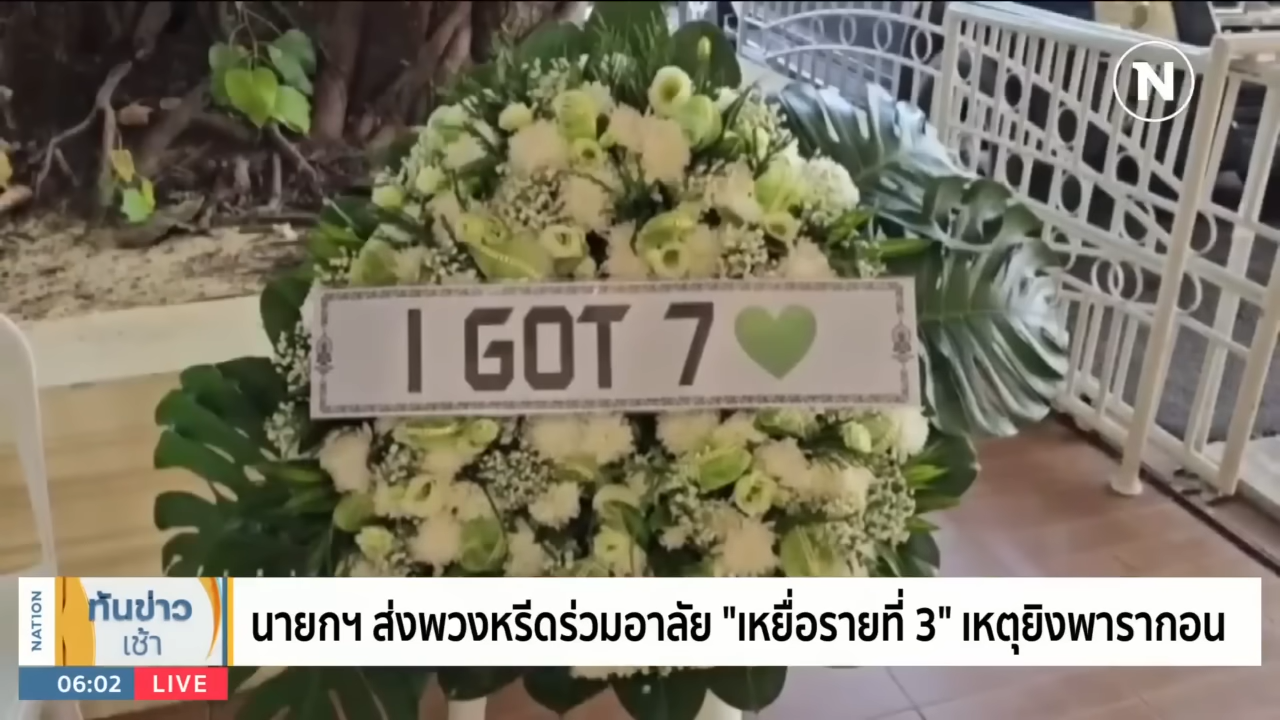 N
I GOT 7
NATION
ทันข่าว
เช้า
นายกฯ ส่งพวงหรีดร่วมอาลัย "เหยื่อรายที่ 3" เหตุยิงพารากอน
06:02 LIVE